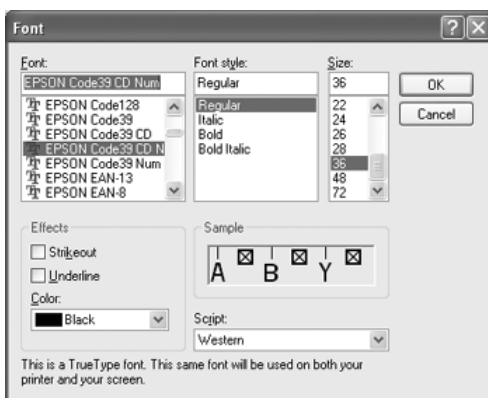 Font
Font:
Font style:
Size:
EPSON Code39 CD Num
Regular
36
OK
EPSON Code128
EPSON Code39
EPSON Code39 CD
EPSON Code39 CD N
EPSON Code39 Num
EPSON EAN-13
EPSON EAN-8
Regular
Italic
Bold
Bold Italic
22
24
26
28
36
48
72
Cancel
Effects
Strikeout
Underline
Color:
Black
Sample
A B Y
Script:
Western
This is a TrueType font. This same font will be used on both your
printer and your screen.